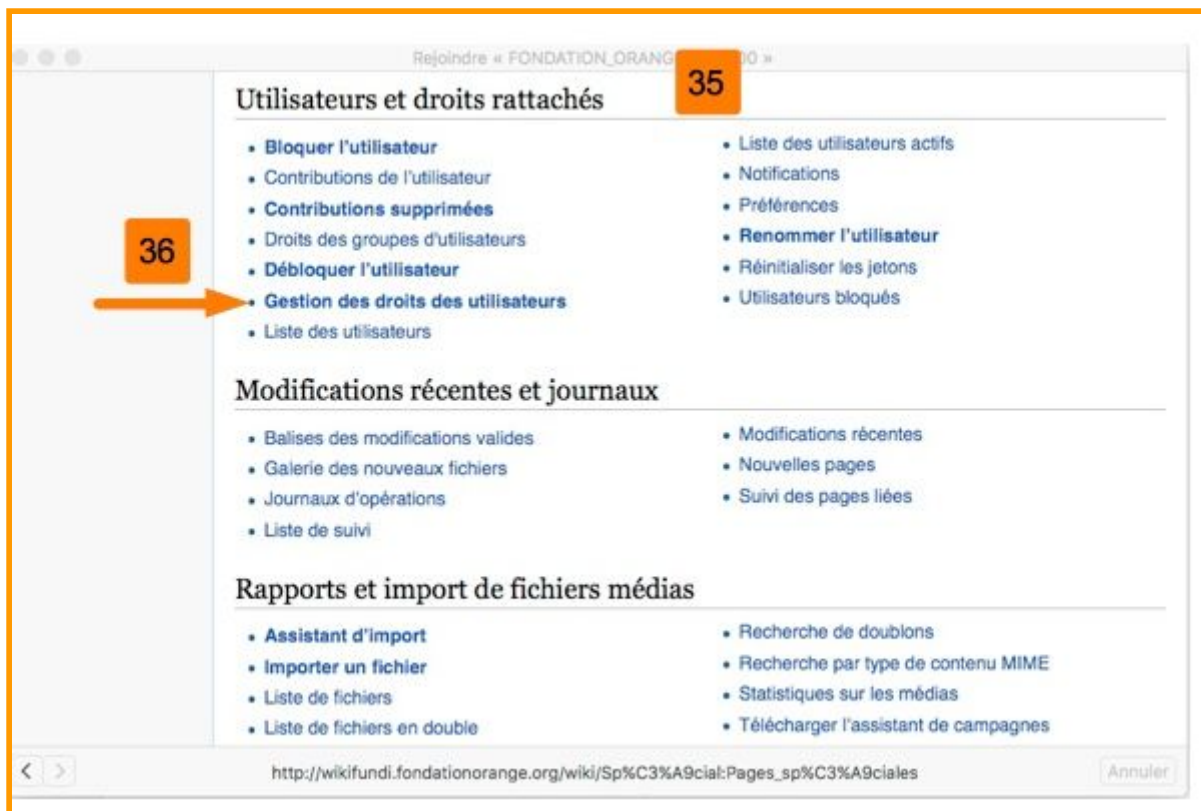 Rejoindre « FONDATION_ORANG 00 »
35
Utilisateurs et droits rattachés
• Bloquer l'utilisateur
• Contributions de l'utilisateur
• Contributions supprimées
• Droits des groupes d'utilisateurs
• Débloquer l'utilisateur
36
• Gestion des droits des utilisateurs
• Liste des utilisateurs
• Liste des utilisateurs actifs
• Notifications
• Préférences
• Renommer l'utilisateur
• Réinitialiser les jetons
• Utilisateurs bloqués
Modifications récentes et journaux
• Balises des modifications valides
• Galerie des nouveaux fichiers
• Journaux d'opérations
• Liste de suivi
• Modifications récentes
• Nouvelles pages
• Suivi des pages liées
Rapports et import de fichiers médias
• Assistant d'import
• Importer un fichier
• Liste de fichiers
• Liste de fichiers en double
• Recherche de doublons
• Recherche par type de contenu MIME
• Statistiques sur les médias
• Télécharger l'assistant de campagnes
http://wikifundi.fondationorange.org/wiki/Sp%C3%A9cial:Pages_sp%C3%A9ciales
Annuler